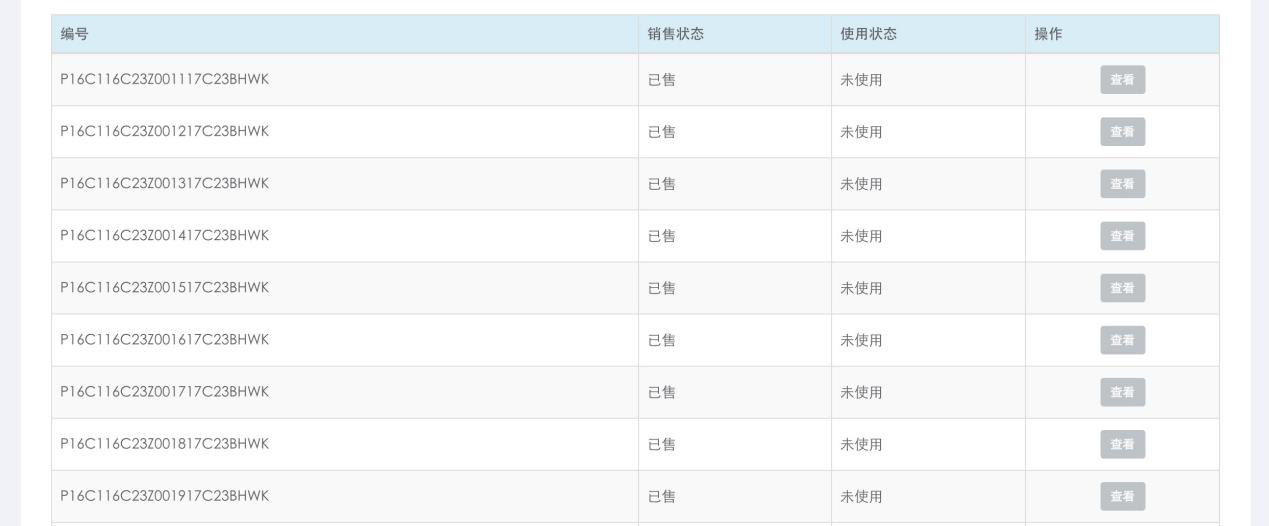 编号 销售状态 使用状态 操作
P16C116C23Z001117C23BHWK 已售 未使用 查看
P16C116C23Z001217C23BHWK 已售 未使用 查看
P16C116C23Z001317C23BHWK 已售 未使用 查看
P16C116C23Z001417C23BHWK 已售 未使用 查看
P16C116C23Z001517C23BHWK 已售 未使用 查看
P16C116C23Z001617C23BHWK 已售 未使用 查看
P16C116C23Z001717C23BHWK 已售 未使用 查看
P16C116C23Z001817C23BHWK 已售 未使用 查看
P16C116C23Z001917C23BHWK 已售 未使用 查看